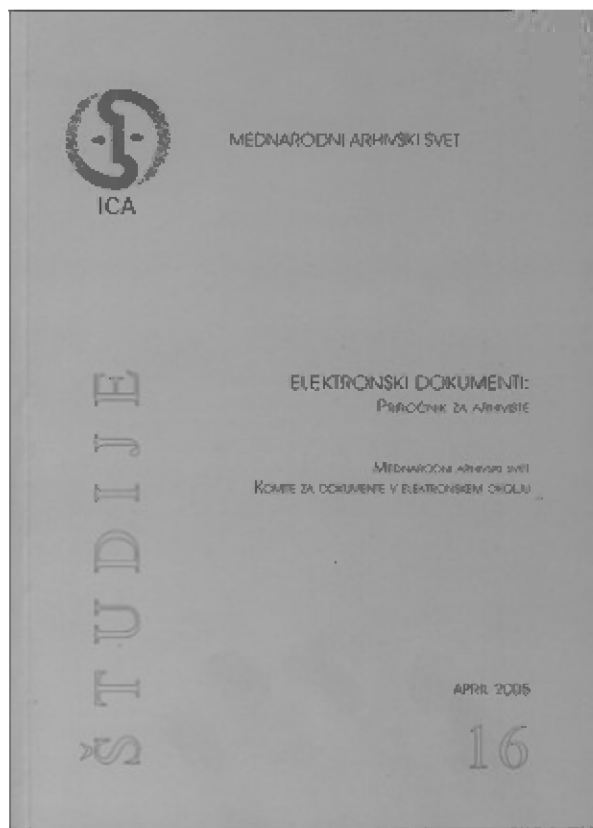 MEDNARODNI ARHIVSKI SVET
ICA
ELEKTRONSKI DOKUMENTI:
PRIROČNIK ZA ARHIVISTE
MEDNARODNI ARHIVSKI SVET
KOMITE ZA DOKUMENTE V ELEKTRONSKEM OKOLJU
ŠTUDIJE
APRIL 2005
16